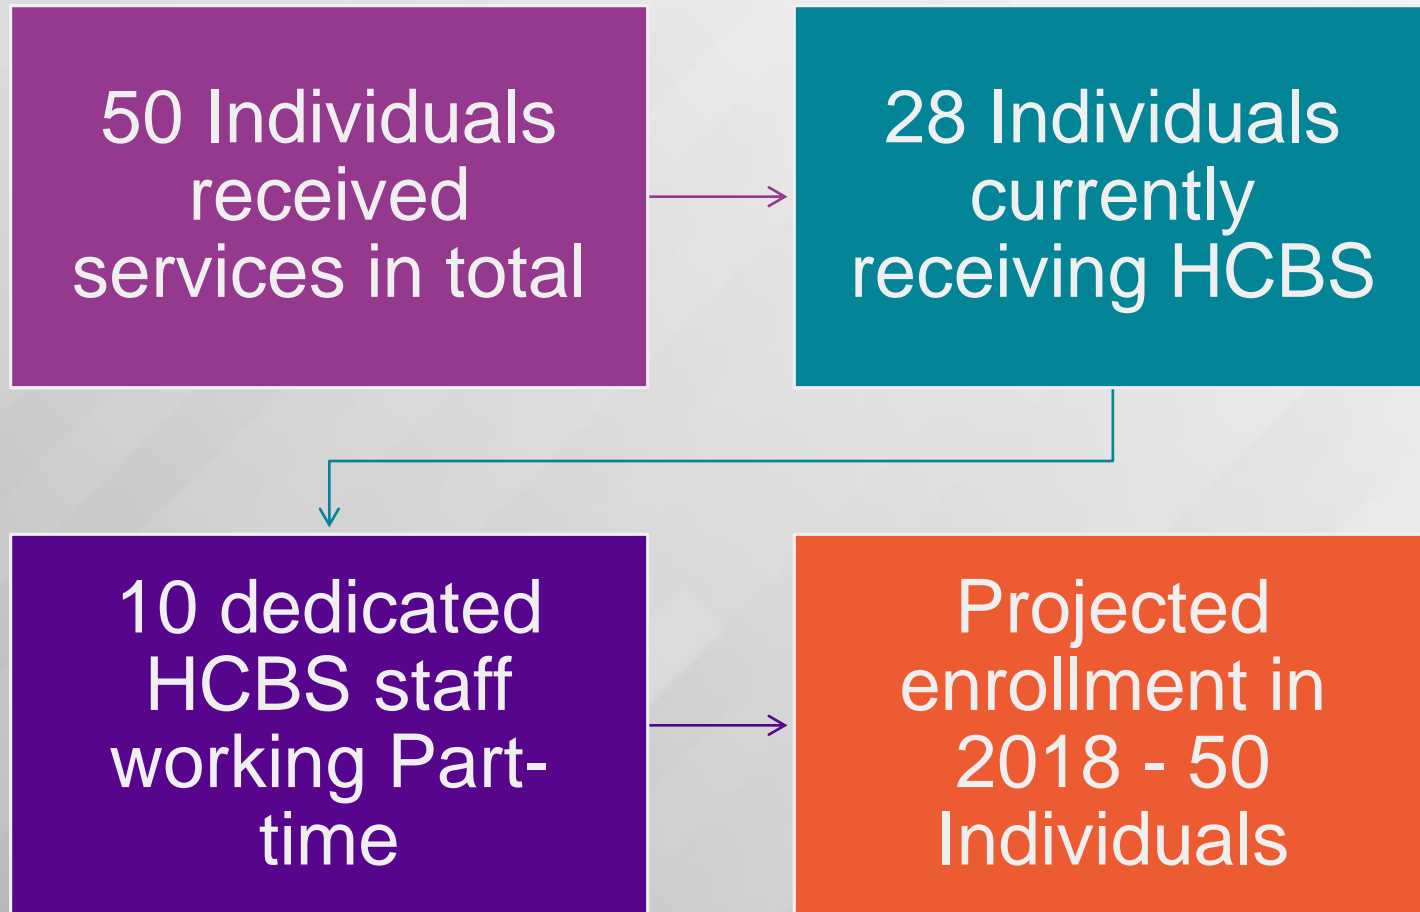 50 Individuals
received
services in total
28 Individuals
currently
receiving HCBS
10 dedicated
HCBS staff
working Part-
time
Projected
enrollment in
2018 - 50
Individuals